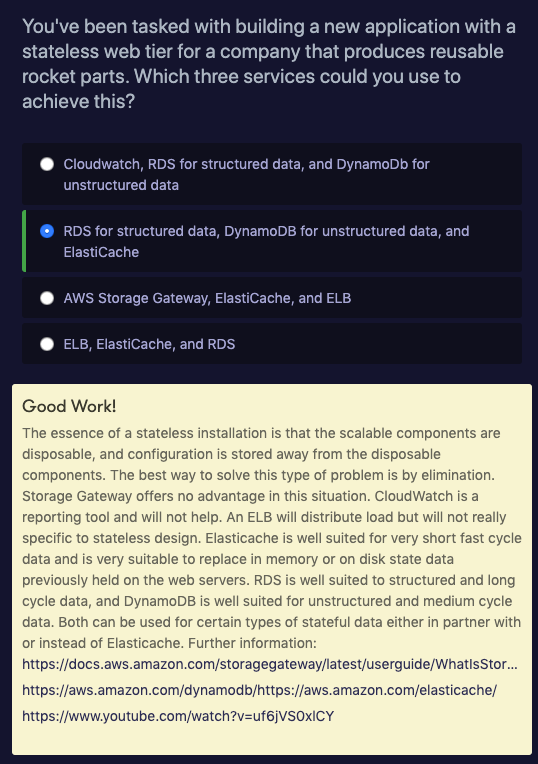 You've been tasked with building a new application with a
stateless web tier for a company that produces reusable
rocket parts. Which three services could you use to
achieve this?
Cloudwatch, RDS for structured data, and DynamoDb for
unstructured data
RDS for structured data, DynamoDB for unstructured data, and
ElastiCache
AWS Storage Gateway, ElastiCache, and ELB
ELB, ElastiCache, and RDS
Good Work!
The essence of a stateless installation is that the scalable components are
disposable, and configuration is stored away from the disposable
components. The best way to solve this type of problem is by elimination.
Storage Gateway offers no advantage in this situation. CloudWatch is a
reporting tool and will not help. An ELB will distribute load but will not really
specific to stateless design. Elasticache is well suited for very short fast cycle
data and is very suitable to replace in memory or on disk state data
previously held on the web servers. RDS is well suited to structured and long
cycle data, and DynamoDB is well suited for unstructured and medium cycle
data. Both can be used for certain types of stateful data either in partner with
or instead of Elasticache. Further information:
https://docs.aws.amazon.com/storagegateway/latest/userguide/WhatIsStor...
https://aws.amazon.com/dynamodb/https://aws.amazon.com/elasticache/
https://www.youtube.com/watch?v=uf6jVS0xlCY